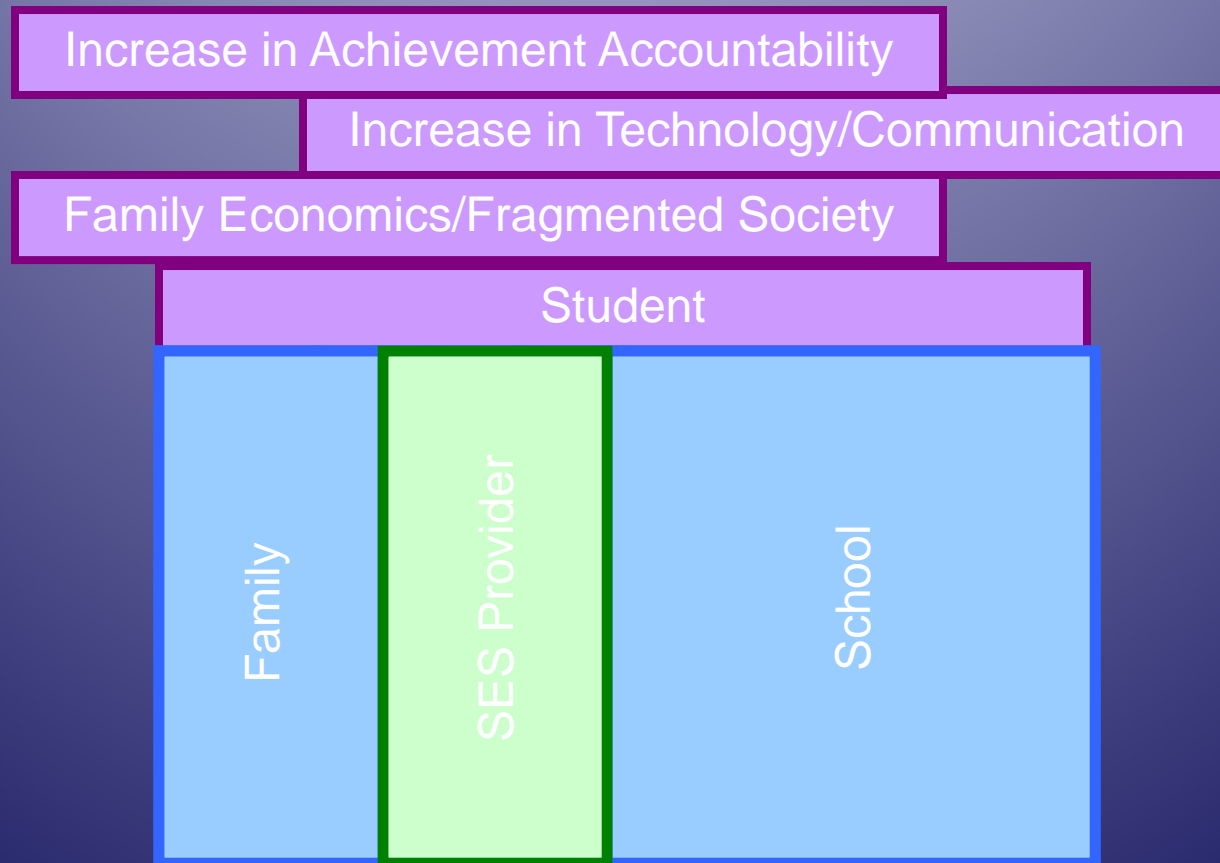 Increase in Achievement Accountability
Increase in Technology/Communication
Family Economics/Fragmented Society
Student
Family
SES Provider
School